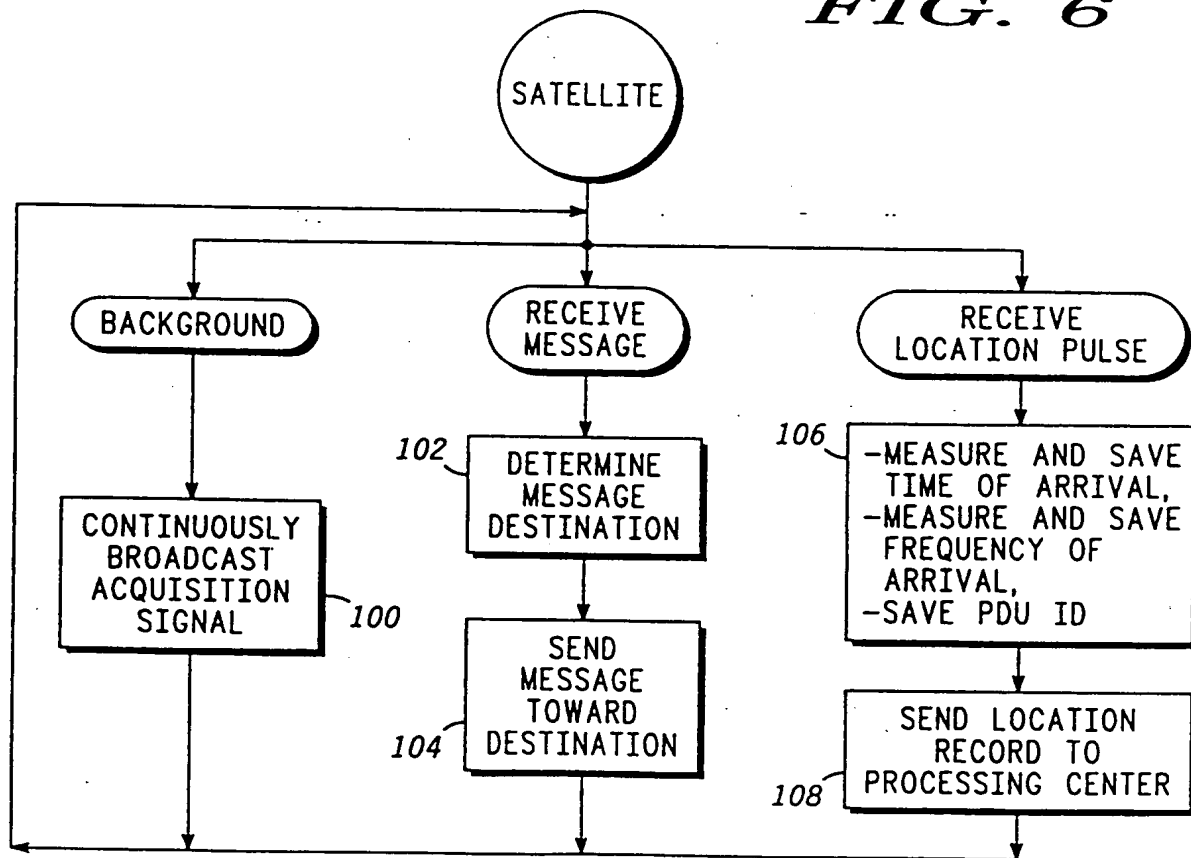 FIG. 6
SATELLITE
BACKGROUND
CONTINUOUSLY
BROADCAST
ACQUISITION
SIGNAL
100
RECEIVE
MESSAGE
102
DETERMINE
MESSAGE
DESTINATION
SEND
MESSAGE
TOWARD
DESTINATION
104
RECEIVE
LOCATION PULSE
106
-MEASURE AND SAVE
TIME OF ARRIVAL,
-MEASURE AND SAVE
FREQUENCY OF
ARRIVAL,
-SAVE PDU ID
SEND LOCATION
RECORD TO
PROCESSING CENTER
108